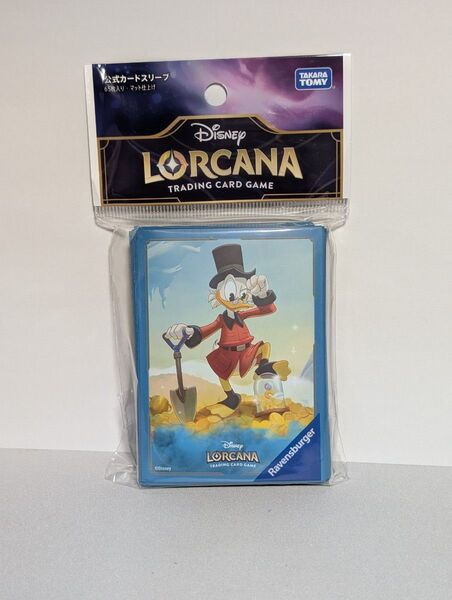 公式カードスリーブ
65枚入り・マット仕上げ
TAKARA
TOMY
Disney
LORCANA
TRADING CARD GAME
Disney
LORCANA
TRADING CARD GAME
©Disney
Ravensburger